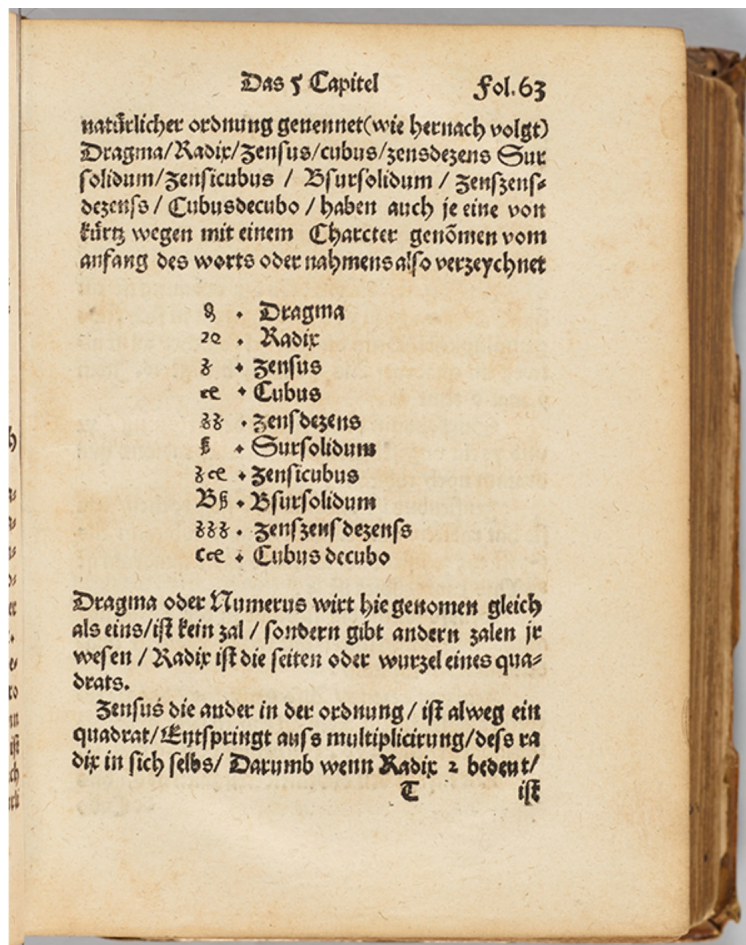 Das 5 Capitel Fol. 63
natürlicher ordnung genennet(wie hernach volgt)
Dragma/Radix/zensus/cubus/zensdezens Sur
solidum/zensicubus / Bsursolidum / zenszens-
dezenss / Cubusdecubo / haben auch je eine von
kürtz wegen mit einem Charcter genõmen vom
anfang des worts oder nahmens also verzeychnet
. Dragma
. Radix
. zensus
. Cubus
. zensdezens
. Sursolidum
. zensicubus
. Bsursolidum
. zenszensdezenss
. Cubus decubo
Dragma oder Numerus wirt hie genomen gleich
als eins/ist kein zal / sondern gibt andern zalen jr
wesen / Radix ist die seiten oder wurzel eines qua-
drats.
Zensus die ander in der ordnung / ist alweg ein
quadrat/Entspringt auss multiplicirung/dess ra
dix in sich selbs/ Darumb wenn Radix 2 bedeut/
T ist